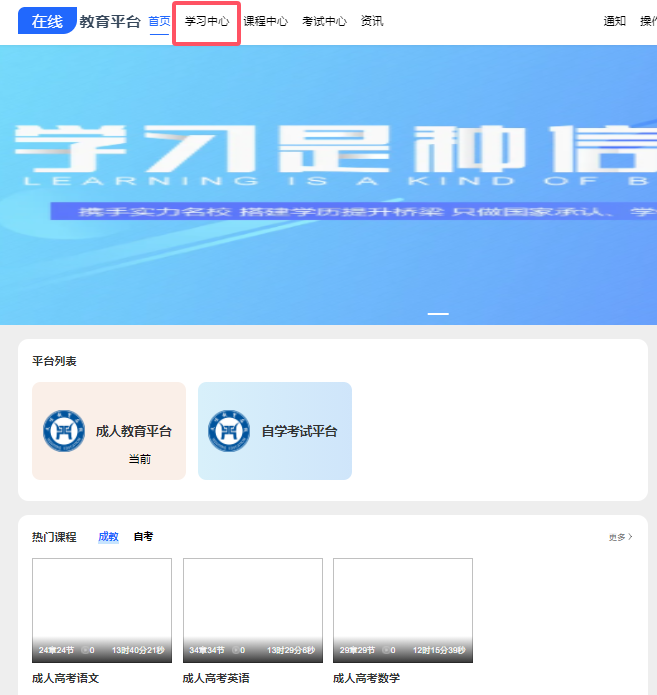 在线 教育平台 首页 学习中心 课程中心 考试中心 资讯 通知
学习是种信
LEARNING IS A KIND OF B
携手实力名校 搭建学历提升桥梁 只做国家承认、学
平台列表
成人教育平台
当前
自学考试平台
热门课程 成教 自考 更多
24章24节 0 13时40分21秒
34章34节 0 13时29分6秒
29章29节 0 12时15分39秒
成人高考语文 成人高考英语 成人高考数学